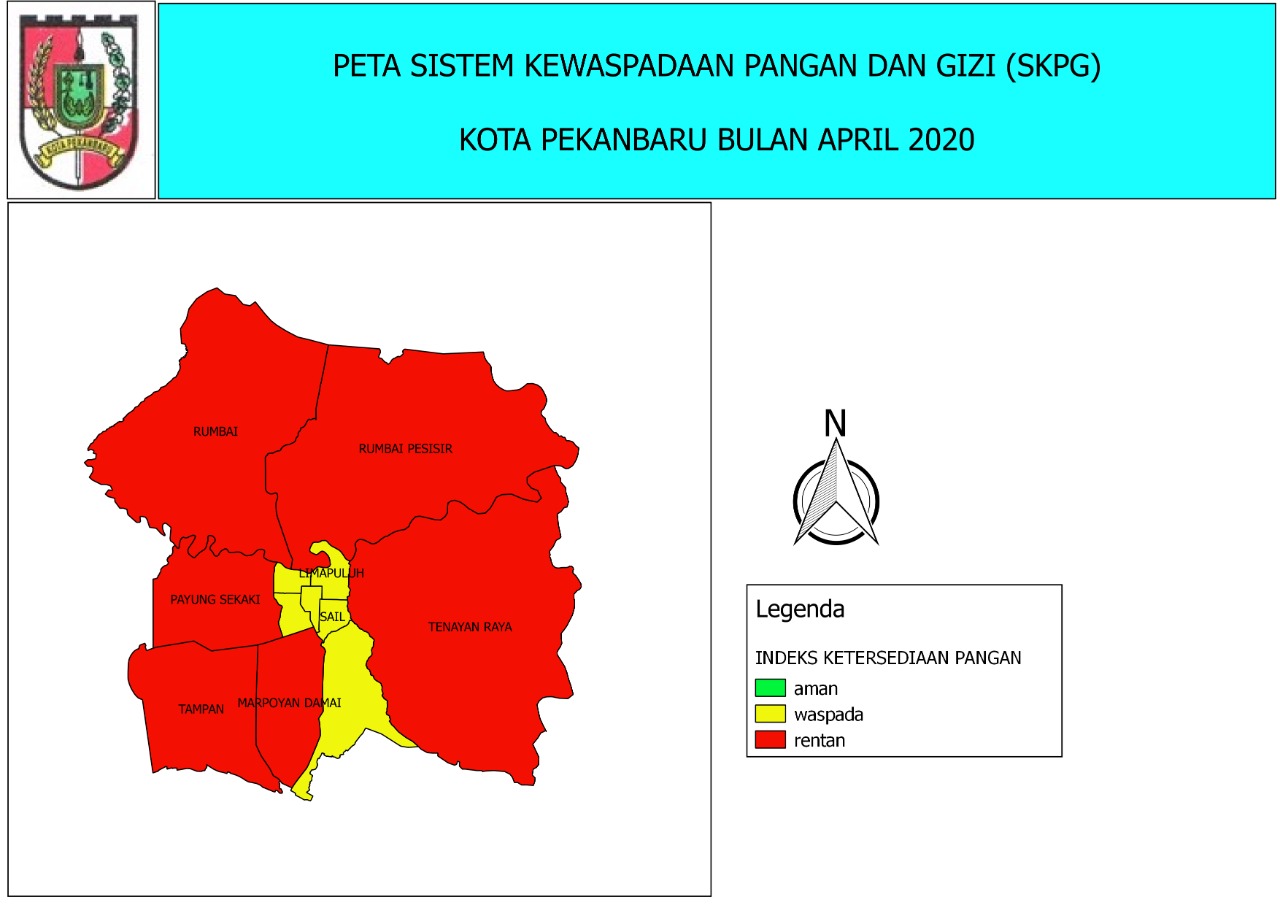 KOTA PEKANBARU
PETA SISTEM KEWASPADAAN PANGAN DAN GIZI (SKPG)
KOTA PEKANBARU BULAN APRIL 2020
RUMBAI
RUMBAI PESISIR
LIMAPULUH
PAYUNG SEKAKI
SAIL
TENAYAN RAYA
MARPOYAN DAMAI
TAMPAN
N
Legenda
INDEKS KETERSEDIAAN PANGAN
aman
waspada
rentan